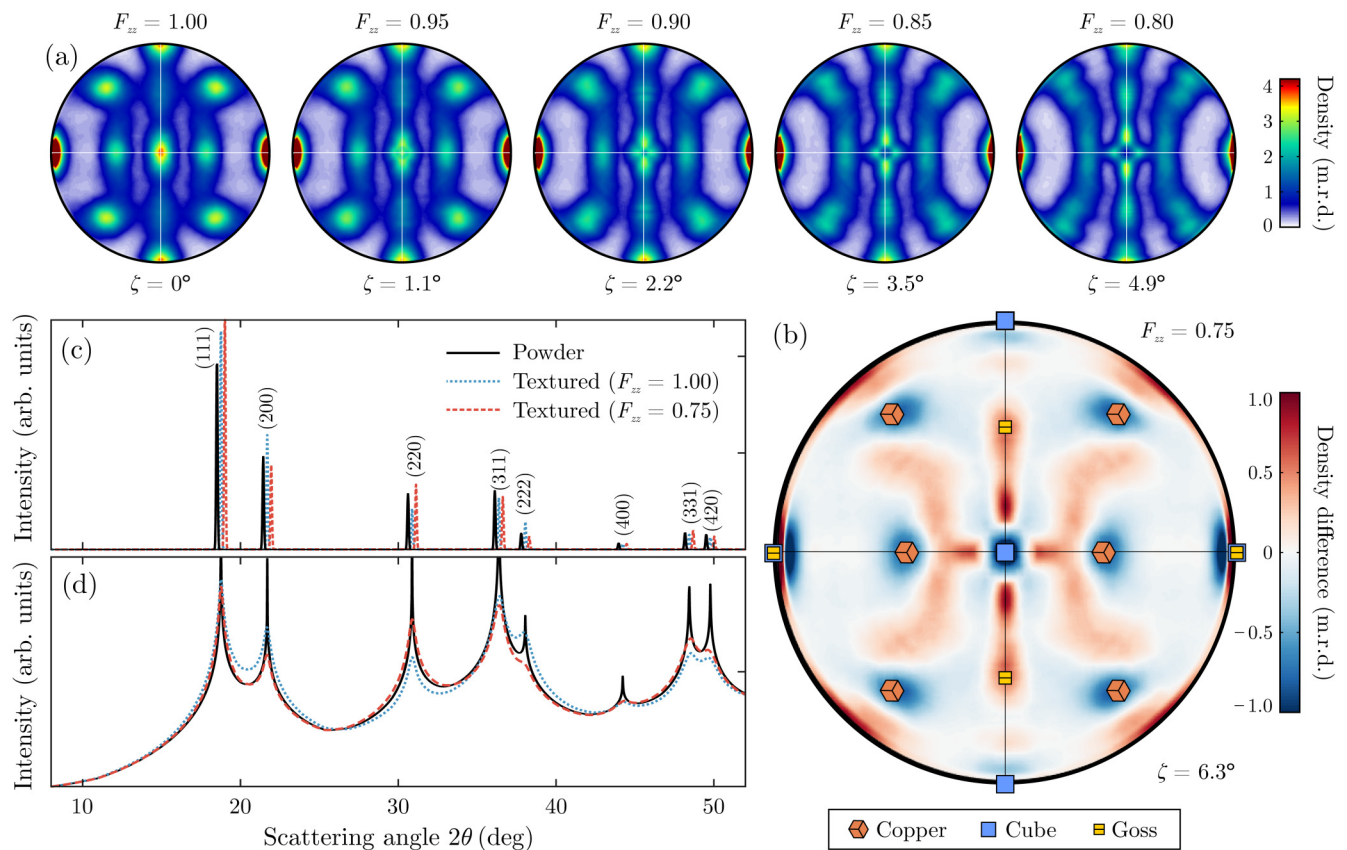 F_zz = 1.00
F_zz = 0.95
F_zz = 0.90
F_zz = 0.85
F_zz = 0.80
(a)
Density (m.r.d.)
4
3
2
1
0
ζ = 0°
ζ = 1.1°
ζ = 2.2°
ζ = 3.5°
ζ = 4.9°
(c)
Intensity (arb. units)
Powder
Textured (F_zz = 1.00)
Textured (F_zz = 0.75)
(111)
(200)
(220)
(311)
(222)
(400)
(331)
(420)
(d)
Intensity (arb. units)
10
20
30
40
50
Scattering angle 2θ (deg)
(b)
F_zz = 0.75
1.0
0.5
0
−0.5
−1.0
Density difference (m.r.d.)
ζ = 6.3°
Copper
Cube
Goss